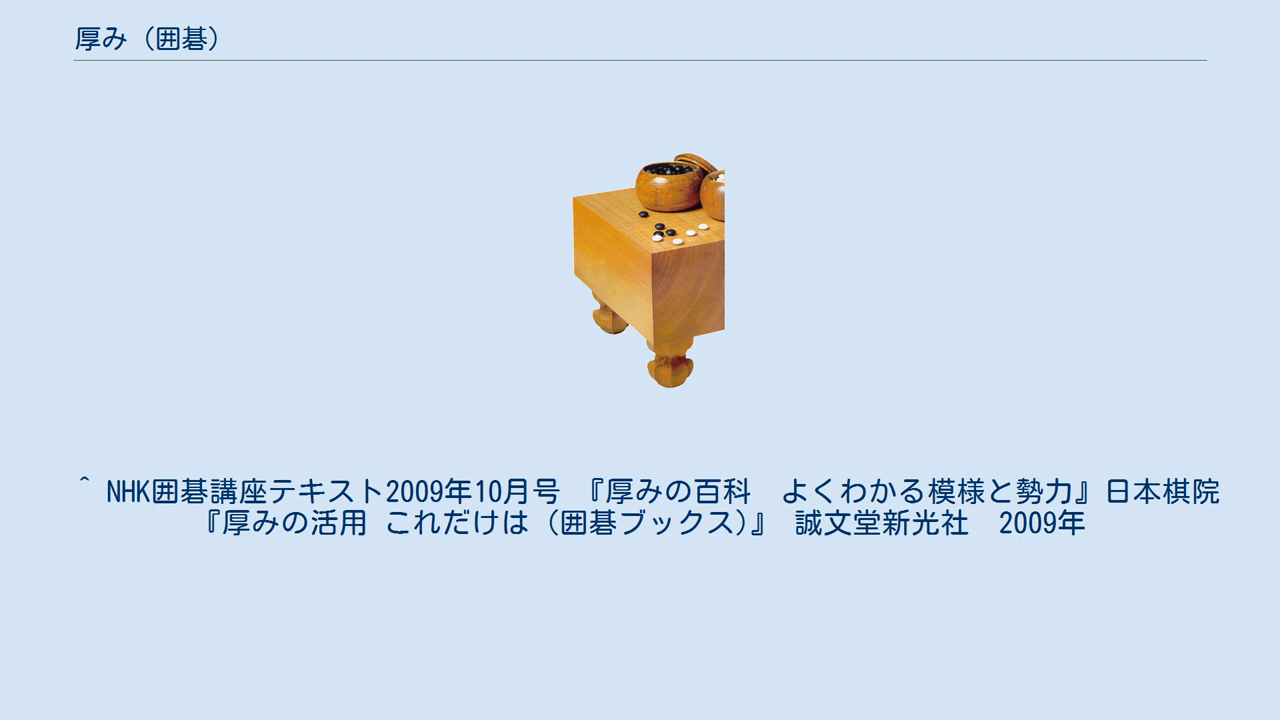 厚み（囲碁）
^ NHK囲碁講座テキスト2009年10月号　『厚みの百科　よくわかる模様と勢力』日本棋院
『厚みの活用 これだけは（囲碁ブックス）』　誠文堂新光社　2009年